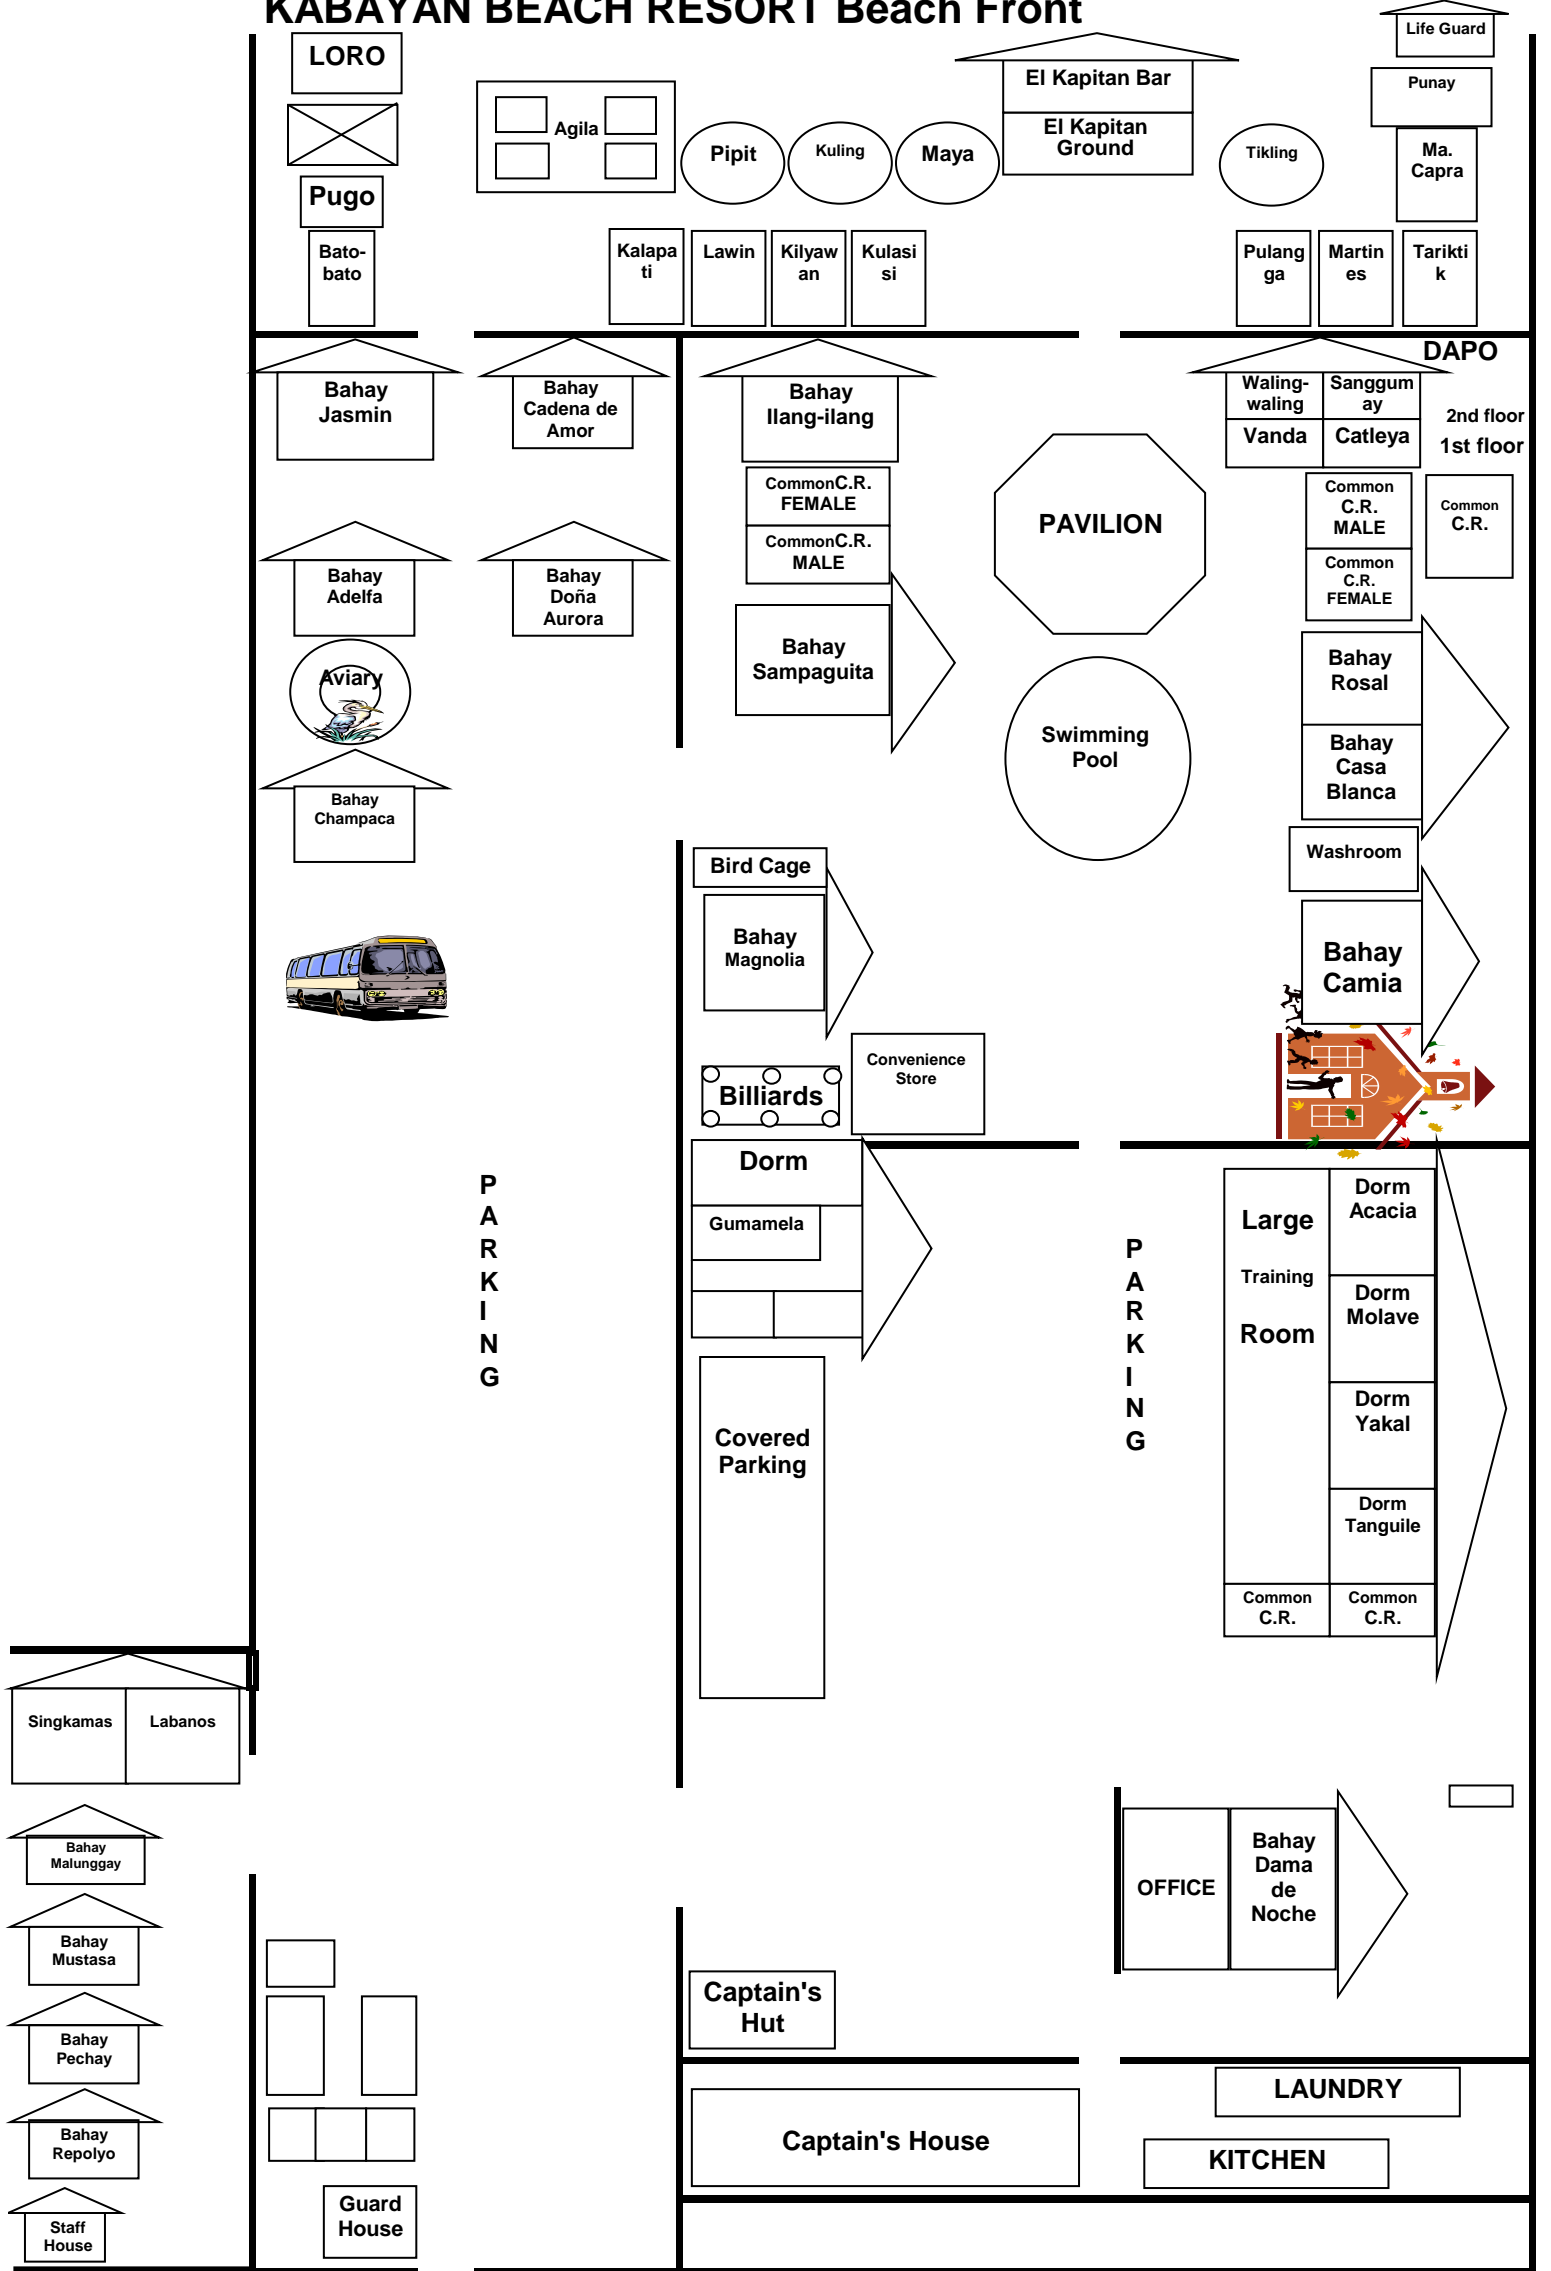 KABAYAN BEACH RESORT Beach Front
Life Guard
LORO
El Kapitan Bar
Punay
Agila
El Kapitan
Ground
Pipit
Kuling
Maya
Tikling
Ma.
Capra
Pugo
Bato-
bato
Kalapa
ti
Lawin
Kilyaw
an
Kulasi
si
Pulang
ga
Martin
es
Tarikti
k
DAPO
Bahay
Jasmin
Bahay
Cadena de
Amor
Bahay
Ilang-ilang
Waling-
waling
Sanggum
ay
2nd floor
Vanda
Catleya
1st floor
CommonC.R.
FEMALE
CommonC.R.
MALE
PAVILION
Common
C.R.
MALE
Common
C.R.
Common
C.R.
FEMALE
Bahay
Adelfa
Bahay
Doña
Aurora
Bahay
Sampaguita
Bahay
Rosal
Aviary
Swimming
Pool
Bahay
Casa
Blanca
Bahay
Champaca
Bird Cage
Washroom
Bahay
Magnolia
Bahay
Camia
Convenience
Store
Billiards
Dorm
Gumamela
P
A
R
K
I
N
G
P
A
R
K
I
N
G
Large
Training
Room
Dorm
Acacia
Dorm
Molave
Dorm
Yakal
Dorm
Tanguile
Covered
Parking
Common
C.R.
Common
C.R.
Singkamas
Labanos
Bahay
Malunggay
Bahay
Mustasa
OFFICE
Bahay
Dama
de
Noche
Captain's
Hut
Bahay
Pechay
LAUNDRY
Captain's House
KITCHEN
Bahay
Repolyo
Guard
House
Staff
House